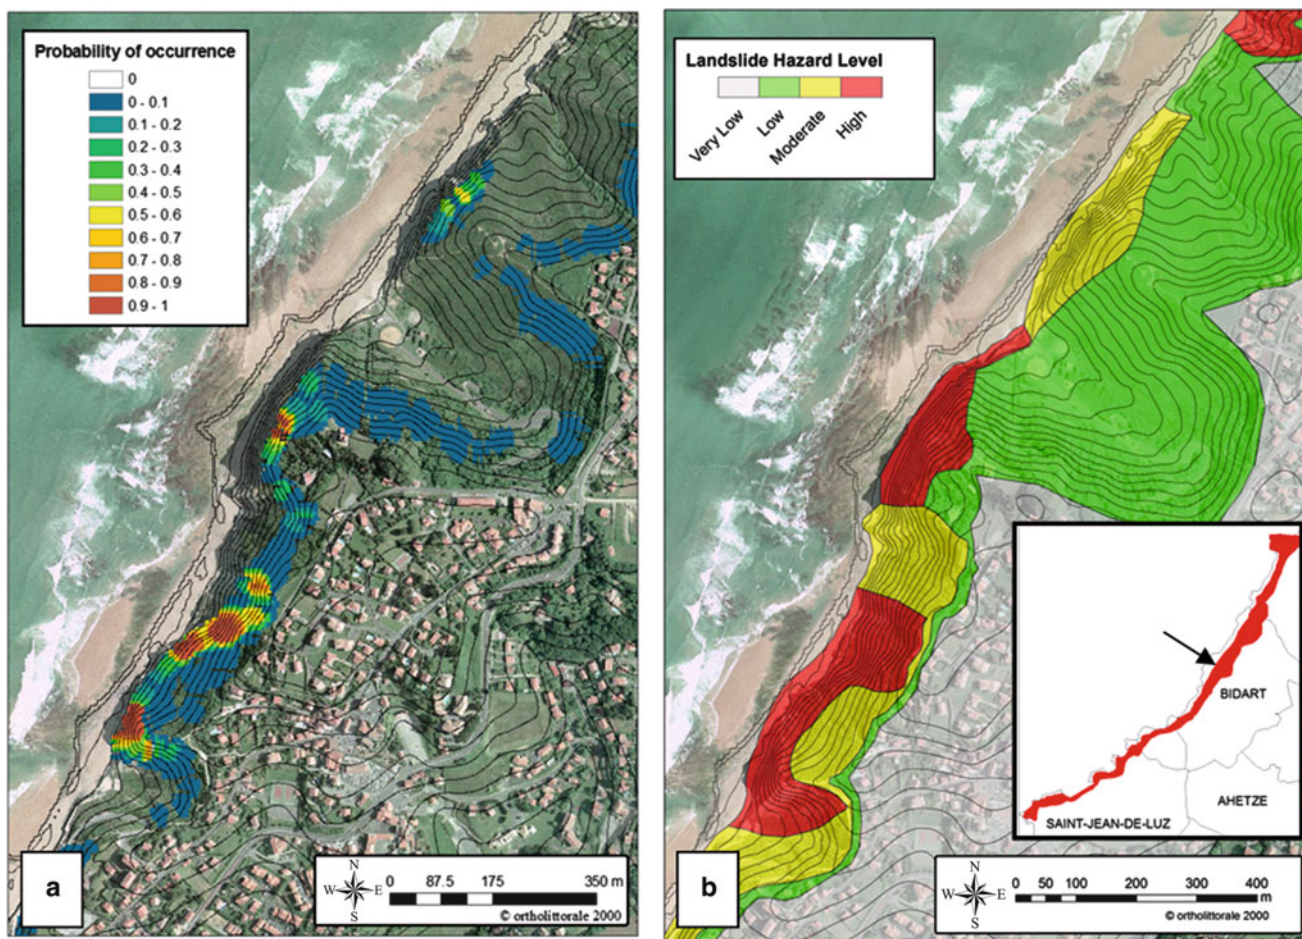 Probability of occurrence
0
0 - 0.1
0.1 - 0.2
0.2 - 0.3
0.3 - 0.4
0.4 - 0.5
0.5 - 0.6
0.6 - 0.7
0.7 - 0.8
0.8 - 0.9
0.9 - 1
a
N
W E
S
0 87.5 175 350 m
© ortholittorale 2000
Landslide Hazard Level
Very Low
Low
Moderate
High
BIDART
AHETZE
SAINT-JEAN-DE-LUZ
b
N
W E
S
0 50 100 200 300 400
m
© ortholittorale 2000